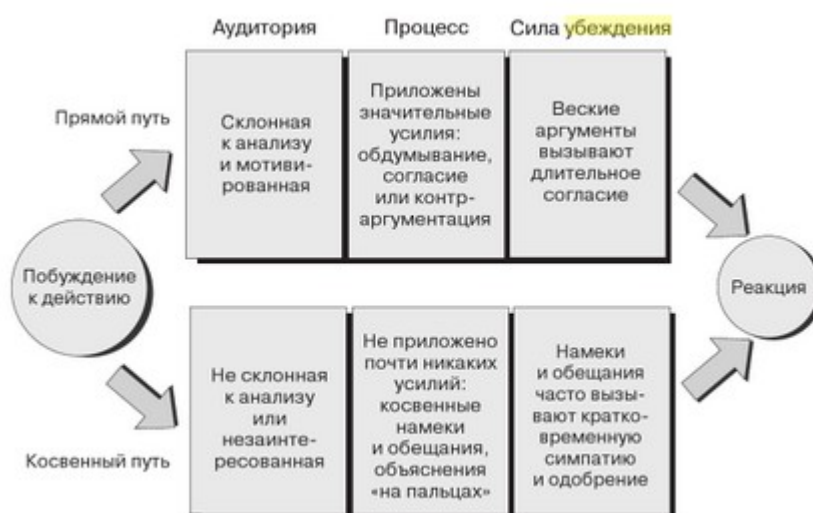 Аудитория
Процесс
Сила убеждения
Прямой путь
Склонная
к анализу
и мотиви-
рованная
Приложены
значительные
усилия:
обдумывание,
согласие
или контр-
аргументация
Веские
аргументы
вызывают
длительное
согласие
Побуждение
к действию
Реакция
Косвенный путь
Не склонная
к анализу
или
незаинте-
ресованная
Не приложено
почти никаких
усилий:
косвенные
намеки
и обещания,
объяснения
«на пальцах»
Намеки
и обещания
часто вызы-
вают кратко-
временную
симпатию
и одобрение